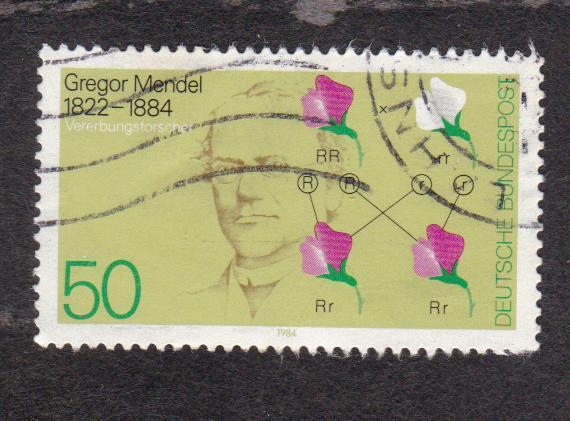 Gregor Mendel
1822–1884
Vererbungsforscher
×
RR
rr
R R r r
Rr Rr
50
DEUTSCHE BUNDESPOST
1984